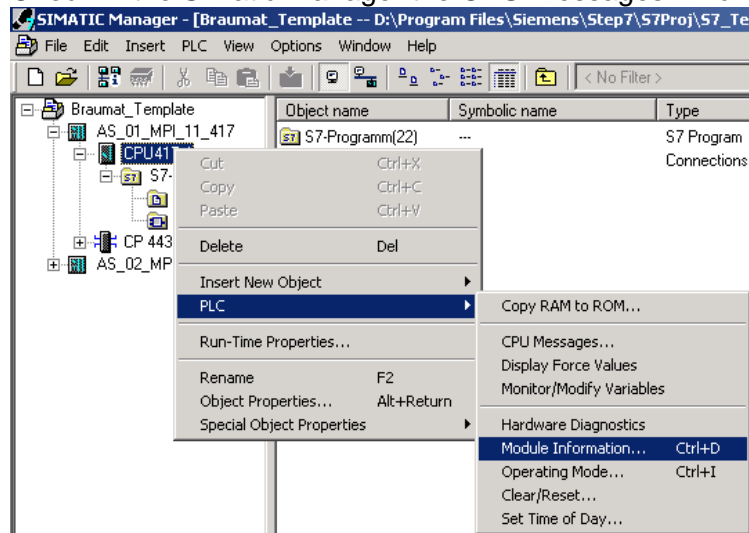 SIMATIC Manager - [Braumat_Template -- D:\Program Files\Siemens\Step7\S7Proj\S7_Te
File Edit Insert PLC View Options Window Help
< No Filter >
Braumat_Template
AS_01_MPI_11_417
CPU41
S7-
CP 443
AS_02_MP
Object name Symbolic name Type
S7-Programm(22) --- S7 Program
Connections
Cut Ctrl+X
Copy Ctrl+C
Paste Ctrl+V
Delete Del
Insert New Object
PLC
Run-Time Properties...
Rename F2
Object Properties... Alt+Return
Special Object Properties
Copy RAM to ROM...
CPU Messages...
Display Force Values
Monitor/Modify Variables
Hardware Diagnostics
Module Information... Ctrl+D
Operating Mode... Ctrl+I
Clear/Reset...
Set Time of Day...